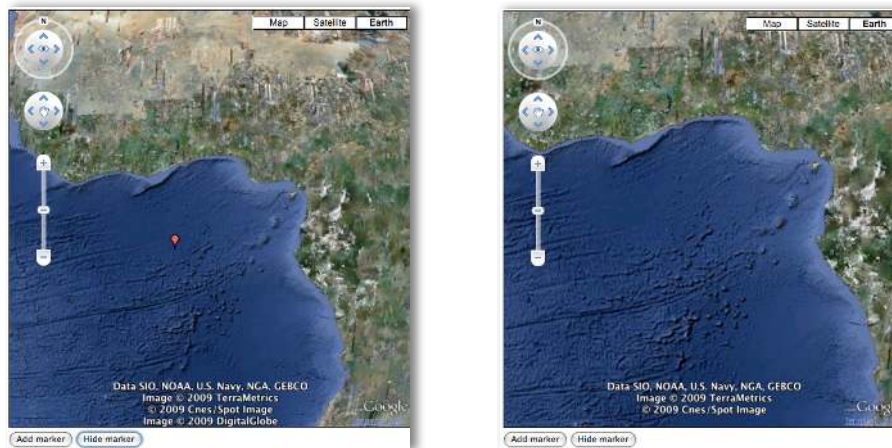 N
Map Satellite Earth
Data SIO, NOAA, U.S. Navy, NGA, GEBCO
Image © 2009 TerraMetrics
© 2009 Cnes/Spot Image
Image © 2009 DigitalGlobe
Google
Add marker Hide marker
N
Map Satellite Earth
Data SIO, NOAA, U.S. Navy, NGA, GEBCO
Image © 2009 TerraMetrics
© 2009 Cnes/Spot Image
Googl
Add marker Hide marker